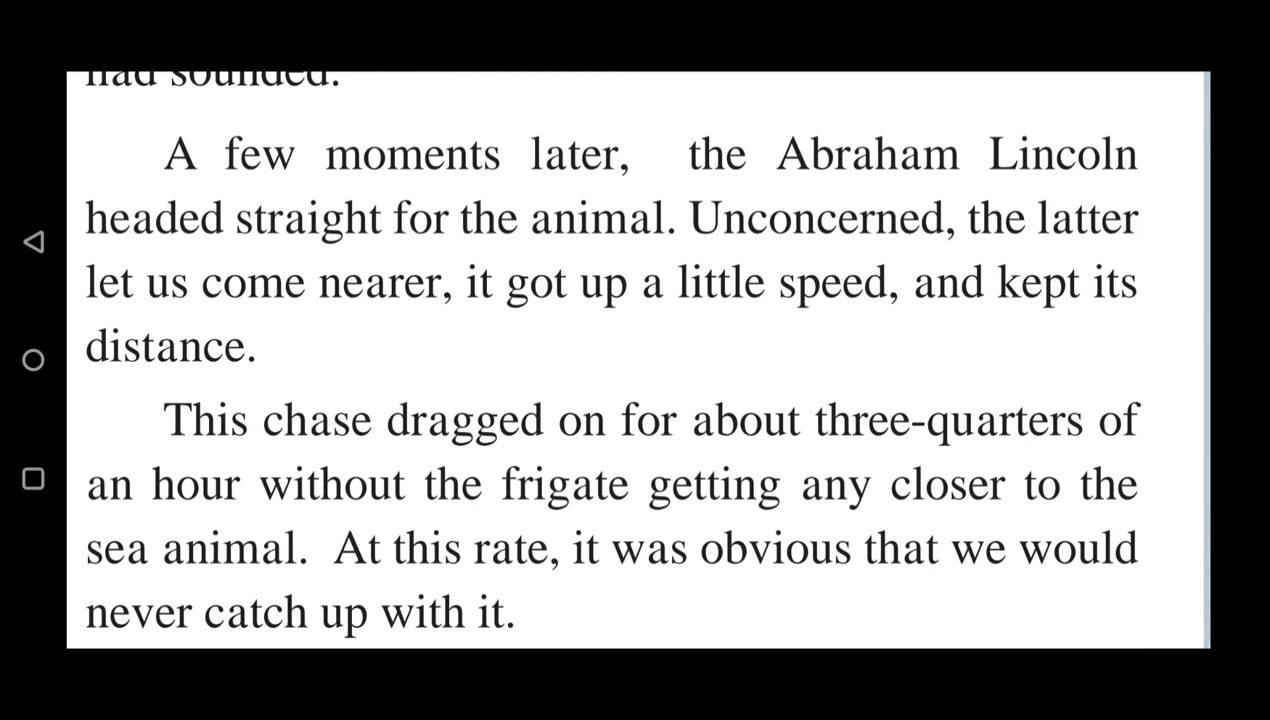 had sounded.
A few moments later, the Abraham Lincoln
headed straight for the animal. Unconcerned, the latter
let us come nearer, it got up a little speed, and kept its
distance.
This chase dragged on for about three-quarters of
an hour without the frigate getting any closer to the
sea animal. At this rate, it was obvious that we would
never catch up with it.